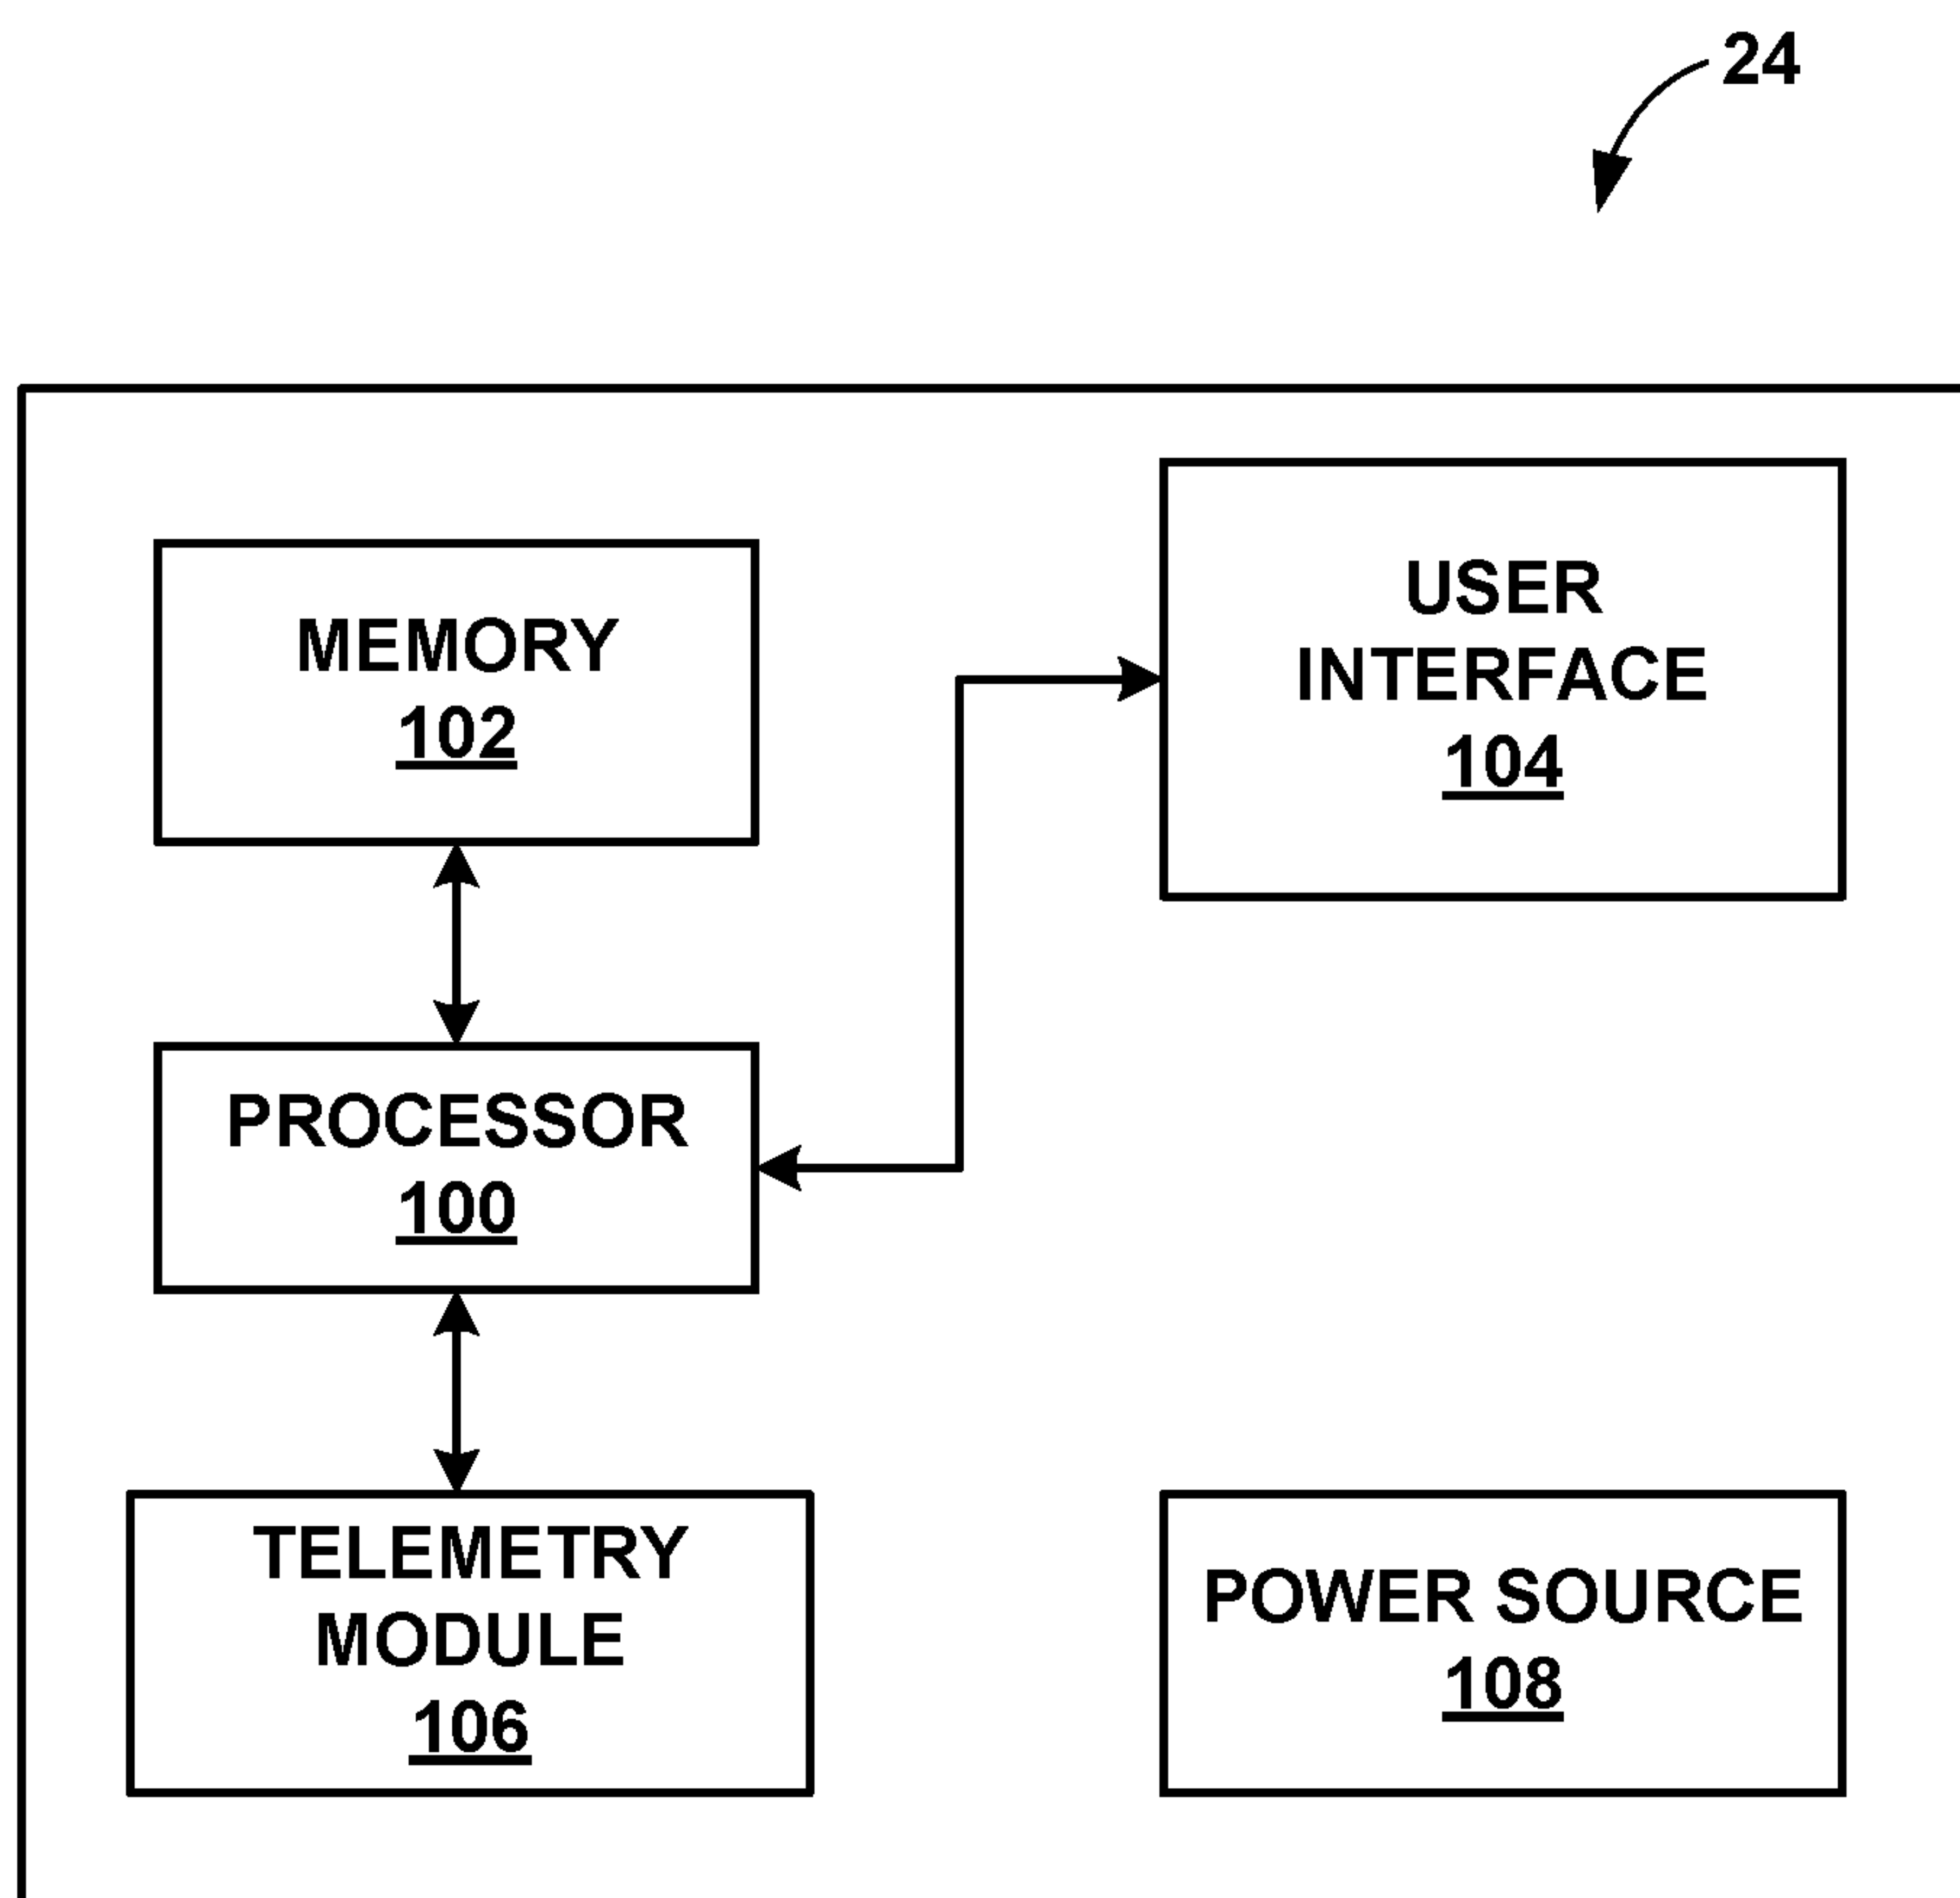 24
MEMORY
102
USER
INTERFACE
104
PROCESSOR
100
TELEMETRY
MODULE
106
POWER SOURCE
108